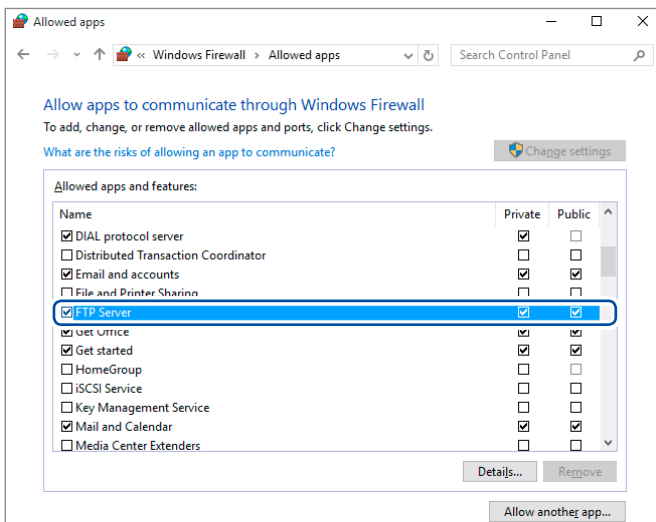 Allowed apps
« Windows Firewall > Allowed apps Search Control Panel
Allow apps to communicate through Windows Firewall
To add, change, or remove allowed apps and ports, click Change settings.
What are the risks of allowing an app to communicate? Change settings
Allowed apps and features:
Name Private Public
DIAL protocol server
Distributed Transaction Coordinator
Email and accounts
File and Printer Sharing
FTP Server
Get Office
Get started
HomeGroup
iSCSI Service
Key Management Service
Mail and Calendar
Media Center Extenders
Details... Remove
Allow another app...